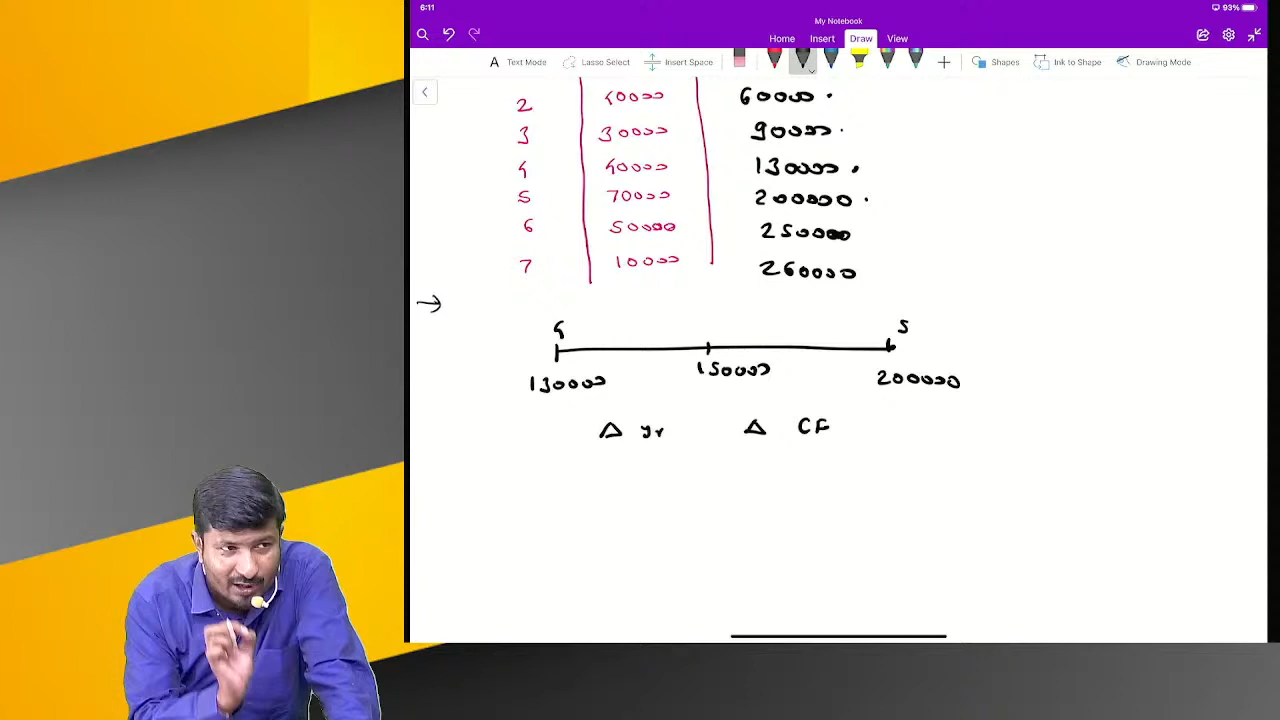 6:11
93%
My Notebook
Home Insert Draw View
Text Mode Lasso Select Insert Space Shapes Ink to Shape Drawing Mode
2 40000 60000
3 30000 90000
4 40000 130000
5 70000 200000
6 50000 250000
7 10000 260000
→
4 5
130000 150000 200000
Δ yr Δ CF